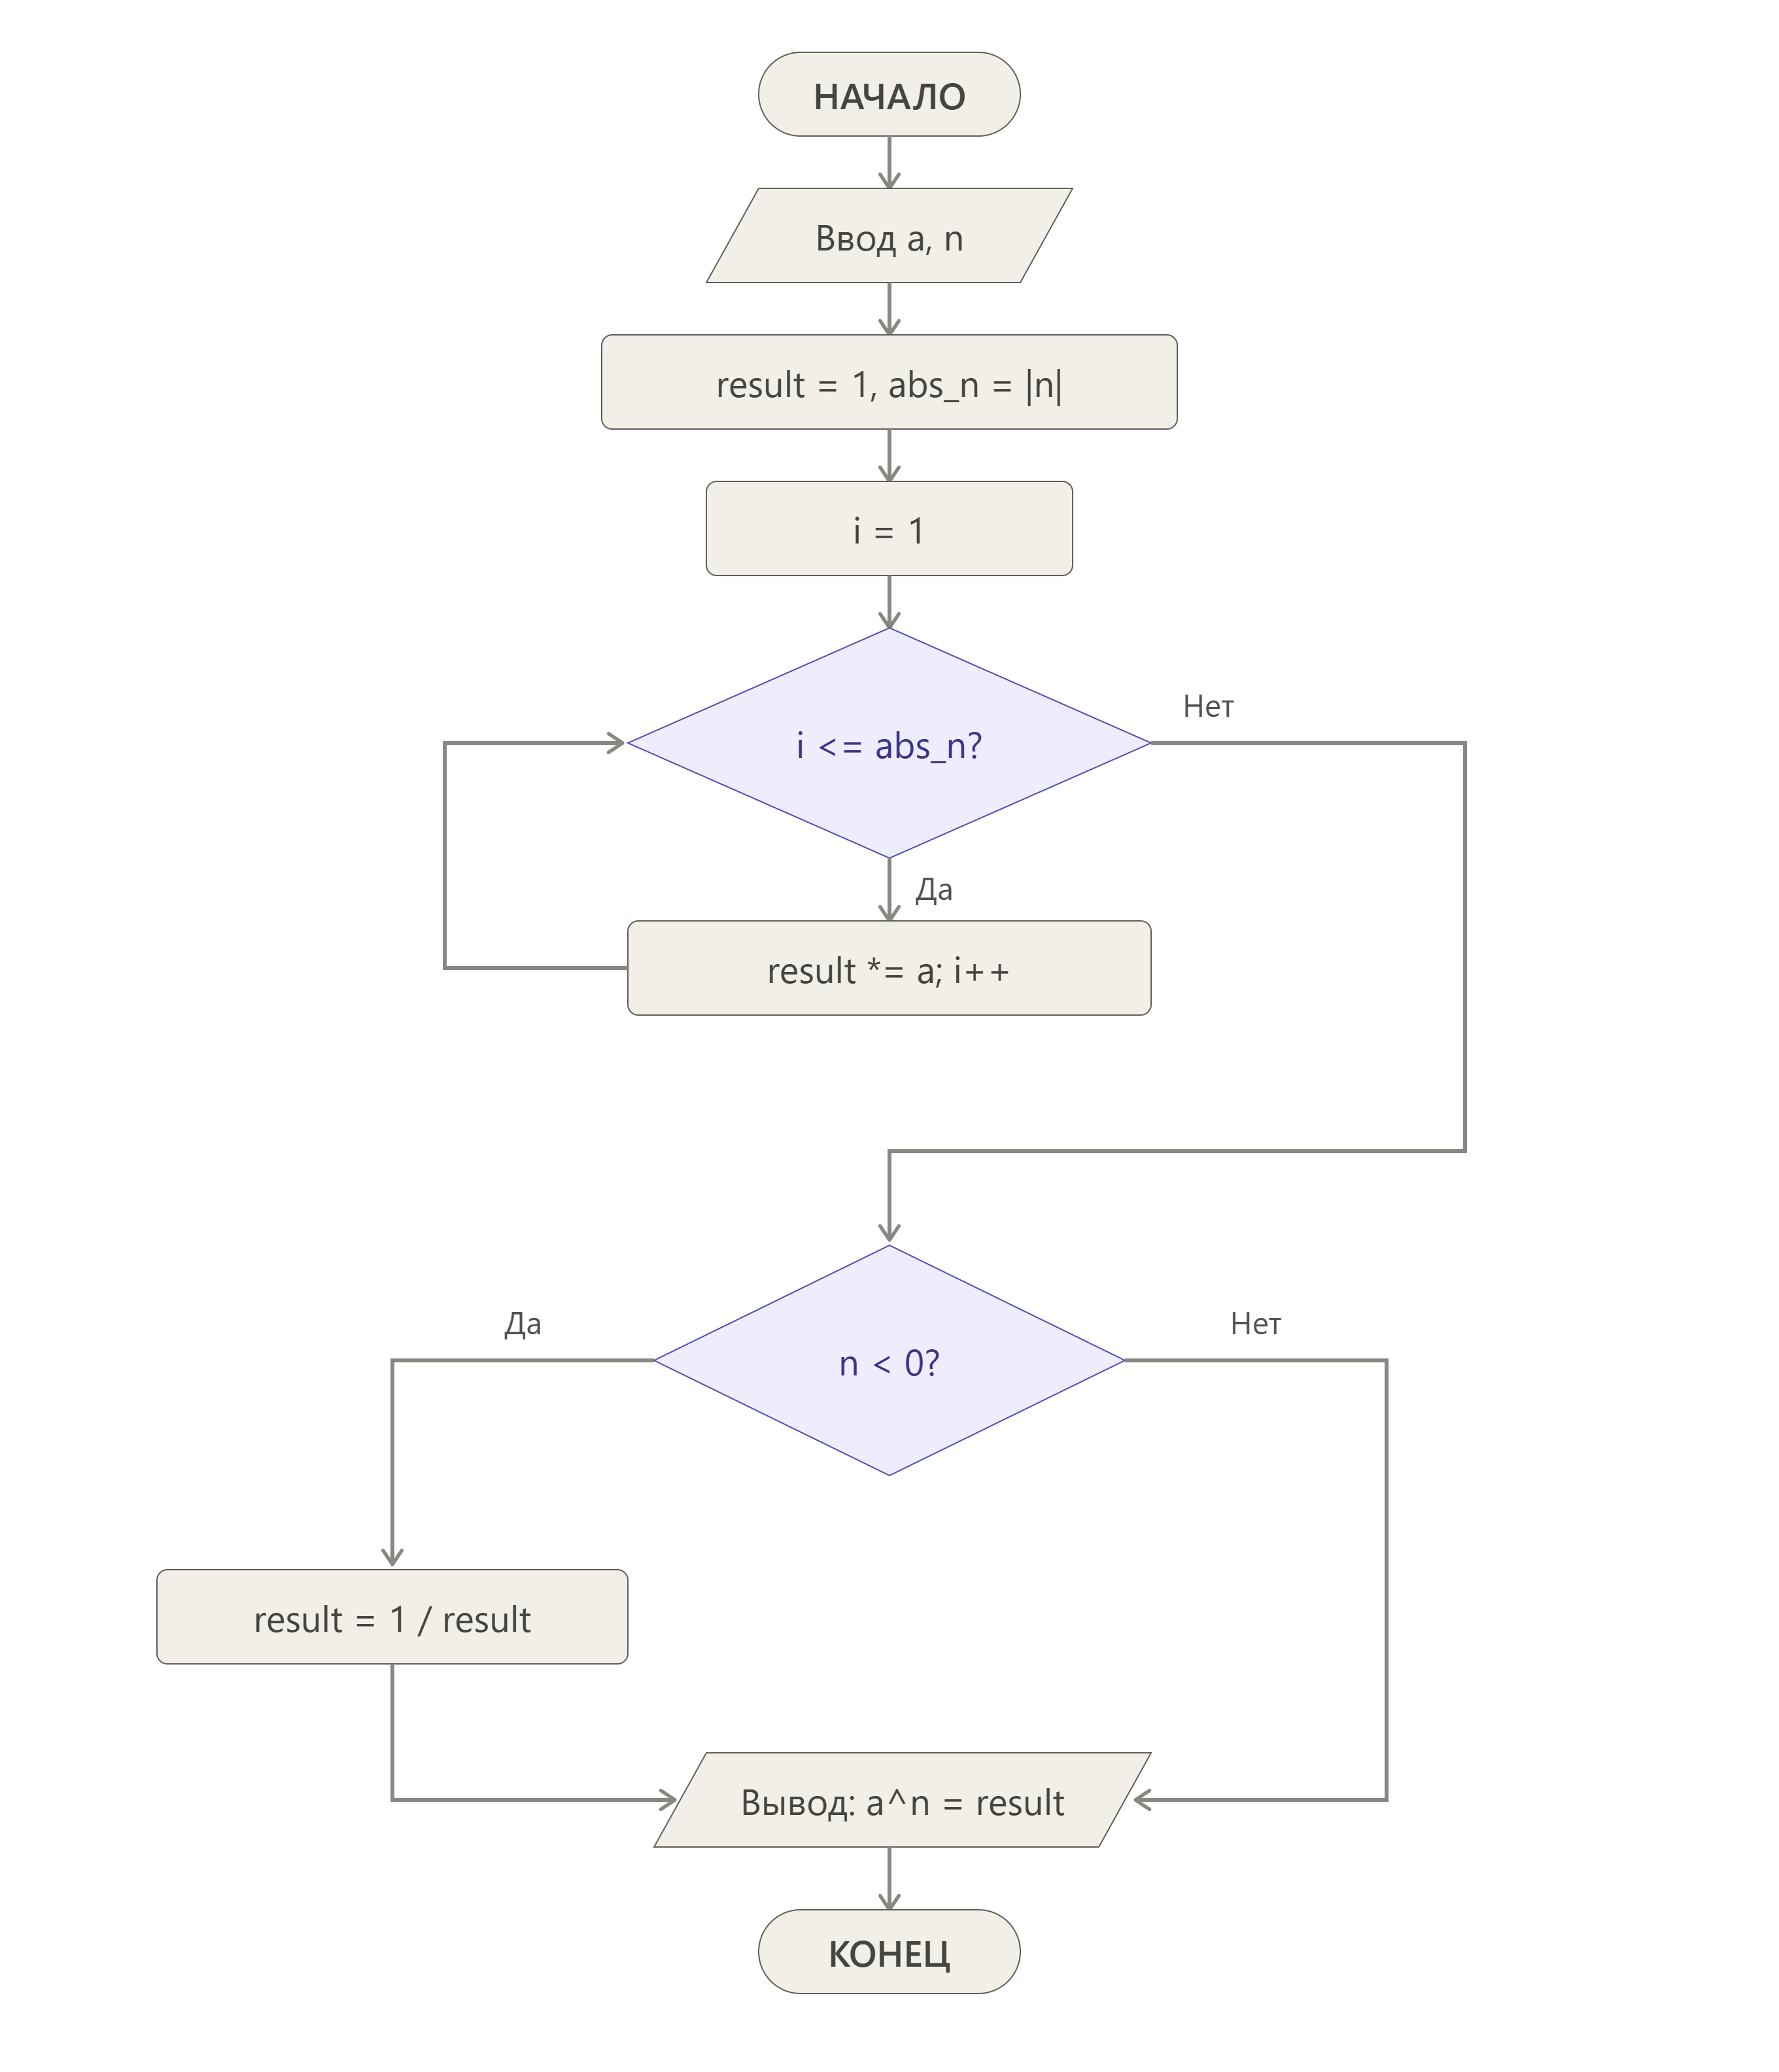 НАЧАЛО
Ввод a, n
result = 1, abs_n = |n|
i = 1
i <= abs_n?
Нет
Да
result *= a; i++
n < 0?
Да
Нет
result = 1 / result
Вывод: a^n = result
КОНЕЦ